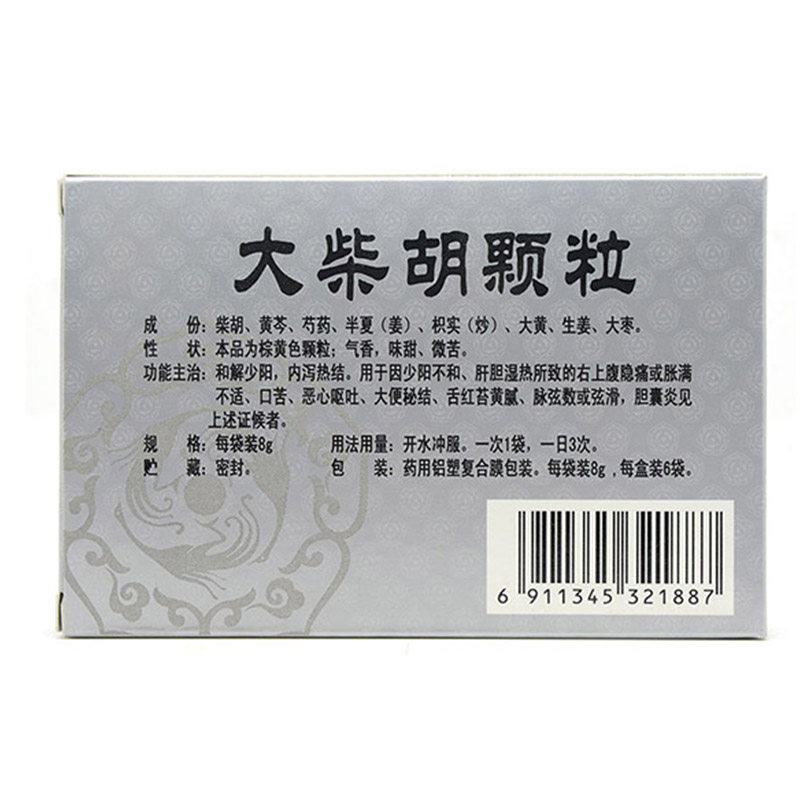 大柴胡颗粒
成　份：柴胡、黄芩、芍药、半夏（姜）、枳实（炒）、大黄、生姜、大枣。
性　状：本品为棕黄色颗粒；气香，味甜、微苦。
功能主治：和解少阳，内泻热结。用于因少阳不和、肝胆湿热所致的右上腹隐痛或胀满
不适、口苦、恶心呕吐、大便秘结、舌红苔黄腻、脉弦数或弦滑，胆囊炎见
上述证候者。
规　格：每袋装8g　用法用量：开水冲服。一次1袋，一日3次。
贮　藏：密封。　包　装：药用铝塑复合膜包装。每袋装8g，每盒装6袋。
6 911345 321887